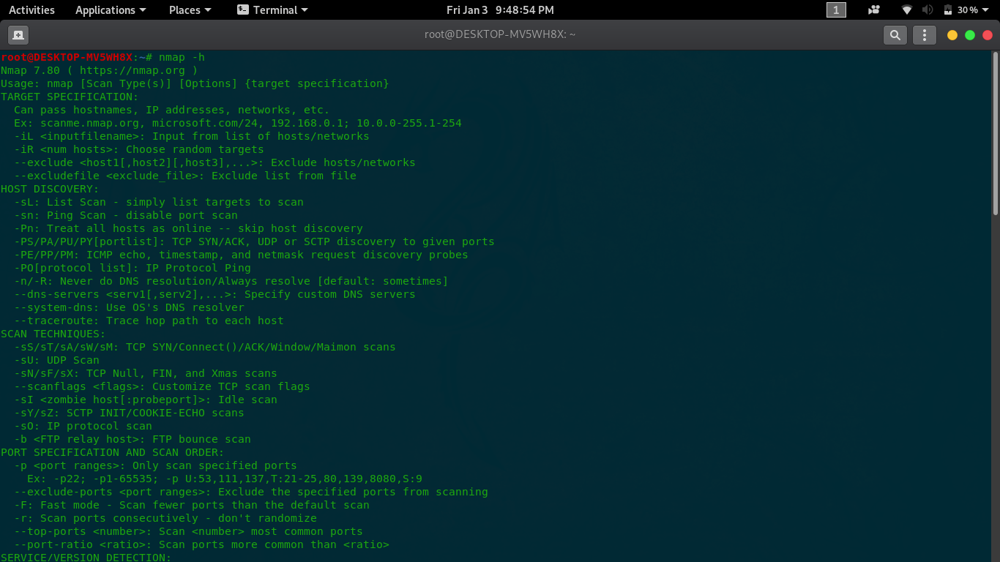 Activities Applications Places Terminal Fri Jan 3 9:48:54 PM 1 30 %
root@DESKTOP-MV5WH8X: ~
root@DESKTOP-MV5WH8X:~# nmap -h
Nmap 7.80 ( https://nmap.org )
Usage: nmap [Scan Type(s)] [Options] {target specification}
TARGET SPECIFICATION:
  Can pass hostnames, IP addresses, networks, etc.
  Ex: scanme.nmap.org, microsoft.com/24, 192.168.0.1; 10.0.0-255.1-254
  -iL <inputfilename>: Input from list of hosts/networks
  -iR <num hosts>: Choose random targets
  --exclude <host1[,host2][,host3],...>: Exclude hosts/networks
  --excludefile <exclude_file>: Exclude list from file
HOST DISCOVERY:
  -sL: List Scan - simply list targets to scan
  -sn: Ping Scan - disable port scan
  -Pn: Treat all hosts as online -- skip host discovery
  -PS/PA/PU/PY[portlist]: TCP SYN/ACK, UDP or SCTP discovery to given ports
  -PE/PP/PM: ICMP echo, timestamp, and netmask request discovery probes
  -PO[protocol list]: IP Protocol Ping
  -n/-R: Never do DNS resolution/Always resolve [default: sometimes]
  --dns-servers <serv1[,serv2],...>: Specify custom DNS servers
  --system-dns: Use OS's DNS resolver
  --traceroute: Trace hop path to each host
SCAN TECHNIQUES:
  -sS/sT/sA/sW/sM: TCP SYN/Connect()/ACK/Window/Maimon scans
  -sU: UDP Scan
  -sN/sF/sX: TCP Null, FIN, and Xmas scans
  --scanflags <flags>: Customize TCP scan flags
  -sI <zombie host[:probeport]>: Idle scan
  -sY/sZ: SCTP INIT/COOKIE-ECHO scans
  -sO: IP protocol scan
  -b <FTP relay host>: FTP bounce scan
PORT SPECIFICATION AND SCAN ORDER:
  -p <port ranges>: Only scan specified ports
    Ex: -p22; -p1-65535; -p U:53,111,137,T:21-25,80,139,8080,S:9
  --exclude-ports <port ranges>: Exclude the specified ports from scanning
  -F: Fast mode - Scan fewer ports than the default scan
  -r: Scan ports consecutively - don't randomize
  --top-ports <number>: Scan <number> most common ports
  --port-ratio <ratio>: Scan ports more common than <ratio>
SERVICE/VERSION DETECTION: